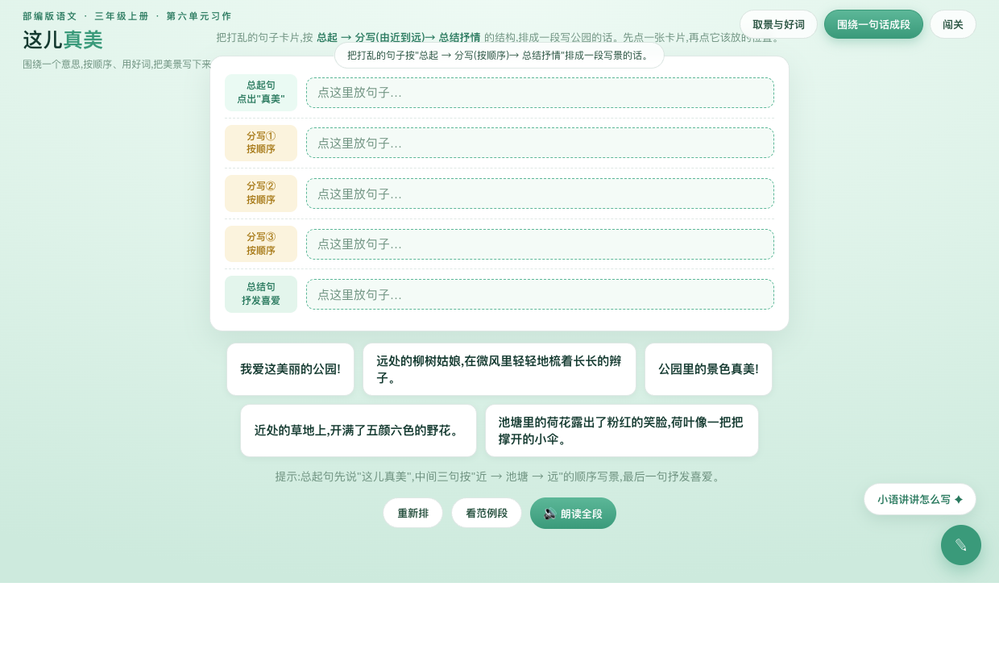 部编版语文 · 三年级上册 · 第六单元习作
这儿真美
围绕一个意思,按顺序、用好词,把美景写下来
取景与好词
围绕一句话成段
闯关
把打乱的句子卡片,按 总起 → 分写(由近到远)→ 总结抒情 的结构,排成一段写公园的话。先点一张卡片,再点它该放的位置。
把打乱的句子按"总起 → 分写(按顺序)→ 总结抒情"排成一段写景的话。
总起句
点出"真美"
点这里放句子…
分写①
按顺序
点这里放句子…
分写②
按顺序
点这里放句子…
分写③
按顺序
点这里放句子…
总结句
抒发喜爱
点这里放句子…
我爱这美丽的公园!
远处的柳树姑娘,在微风里轻轻地梳着长长的辫
子。
公园里的景色真美!
近处的草地上,开满了五颜六色的野花。
池塘里的荷花露出了粉红的笑脸,荷叶像一把把
撑开的小伞。
提示:总起句先说"这儿真美",中间三句按"近 → 池塘 → 远"的顺序写景,最后一句抒发喜爱。
重新排
看范例段
朗读全段
小语讲讲怎么写 ✦